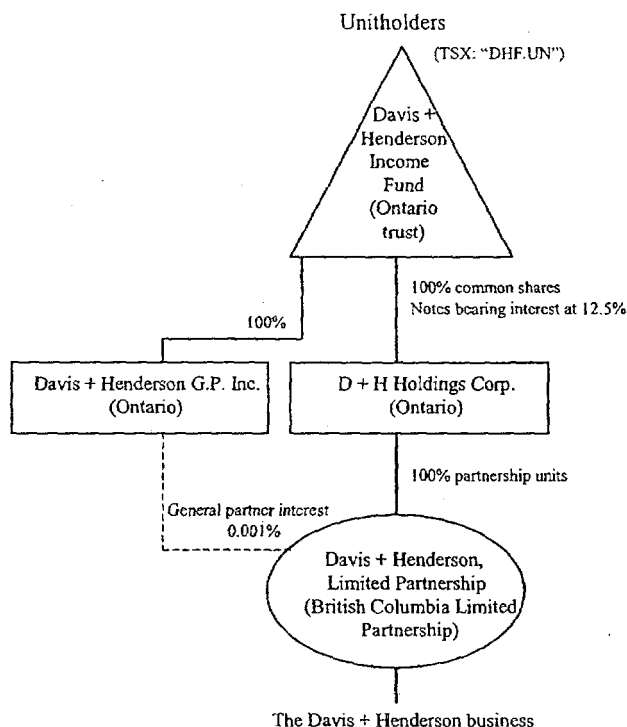 Unitholders
(TSX: "DHF.UN")
Davis +
Henderson
Income
Fund
(Ontario
trust)
100% common shares
Notes bearing interest at 12.5%
100%
Davis + Henderson G.P. Inc.
(Ontario)
D + H Holdings Corp.
(Ontario)
100% partnership units
General partner interest
0.001%
Davis + Henderson,
Limited Partnership
(British Columbia Limited
Partnership)
The Davis + Henderson business